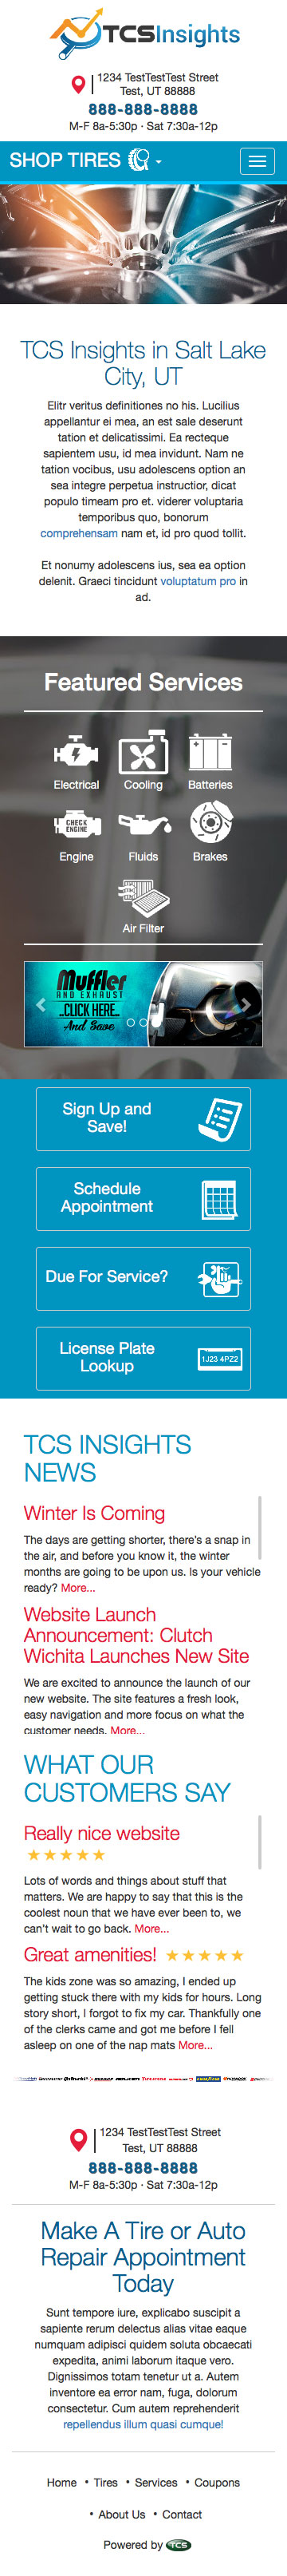 TCSInsights
1234 TestTestTest Street
Test, UT 88888
888-888-8888
M-F 8a-5:30p · Sat 7:30a-12p
SHOP TIRES
TCS Insights in Salt Lake
City, UT
Elitr veritus definitiones no his. Lucilius
appellantur ei mea, an est sale deserunt
tation et delicatissimi. Ea recteque
sapientem usu, id mea invidunt. Nam ne
tation vocibus, usu adolescens option an
sea integre perpetua instructior, dicat
populo timeam pro et. viderer voluptaria
temporibus quo, bonorum
comprehensam nam et, id pro quod tollit.
Et nonumy adolescens ius, sea ea option
delenit. Graeci tincidunt voluptatum pro in
ad.
Featured Services
Electrical Cooling Batteries
CHECK
ENGINE
Engine Fluids Brakes
Air Filter
Muffler
AND EXHAUST
...CLICK HERE...
And Save
Sign Up and
Save!
Schedule
Appointment
Due For Service?
License Plate
Lookup
1J23 4PZ2
TCS INSIGHTS
NEWS
Winter Is Coming
The days are getting shorter, there's a snap in
the air, and before you know it, the winter
months are going to be upon us. Is your vehicle
ready? More...
Website Launch
Announcement: Clutch
Wichita Launches New Site
We are excited to announce the launch of our
new website. The site features a fresh look,
easy navigation and more focus on what the
customer needs. More...
WHAT OUR
CUSTOMERS SAY
Really nice website
Lots of words and things about stuff that
matters. We are happy to say that this is the
coolest noun that we have ever been to, we
can't wait to go back. More...
Great amenities!
The kids zone was so amazing, I ended up
getting stuck there with my kids for hours. Long
story short, I forgot to fix my car. Thankfully one
of the clerks came and got me before I fell
asleep on one of the nap mats More...
1234 TestTestTest Street
Test, UT 88888
888-888-8888
M-F 8a-5:30p · Sat 7:30a-12p
Make A Tire or Auto
Repair Appointment
Today
Sunt tempore iure, explicabo suscipit a
sapiente rerum delectus alias vitae eaque
numquam adipisci quidem soluta obcaecati
expedita, animi laborum itaque vero.
Dignissimos totam tenetur ut a. Autem
inventore ea error nam, fuga, dolorum
consectetur. Cum autem reprehenderit
repellendus illum quasi cumque!
Home • Tires • Services • Coupons
• About Us • Contact
Powered by TCS